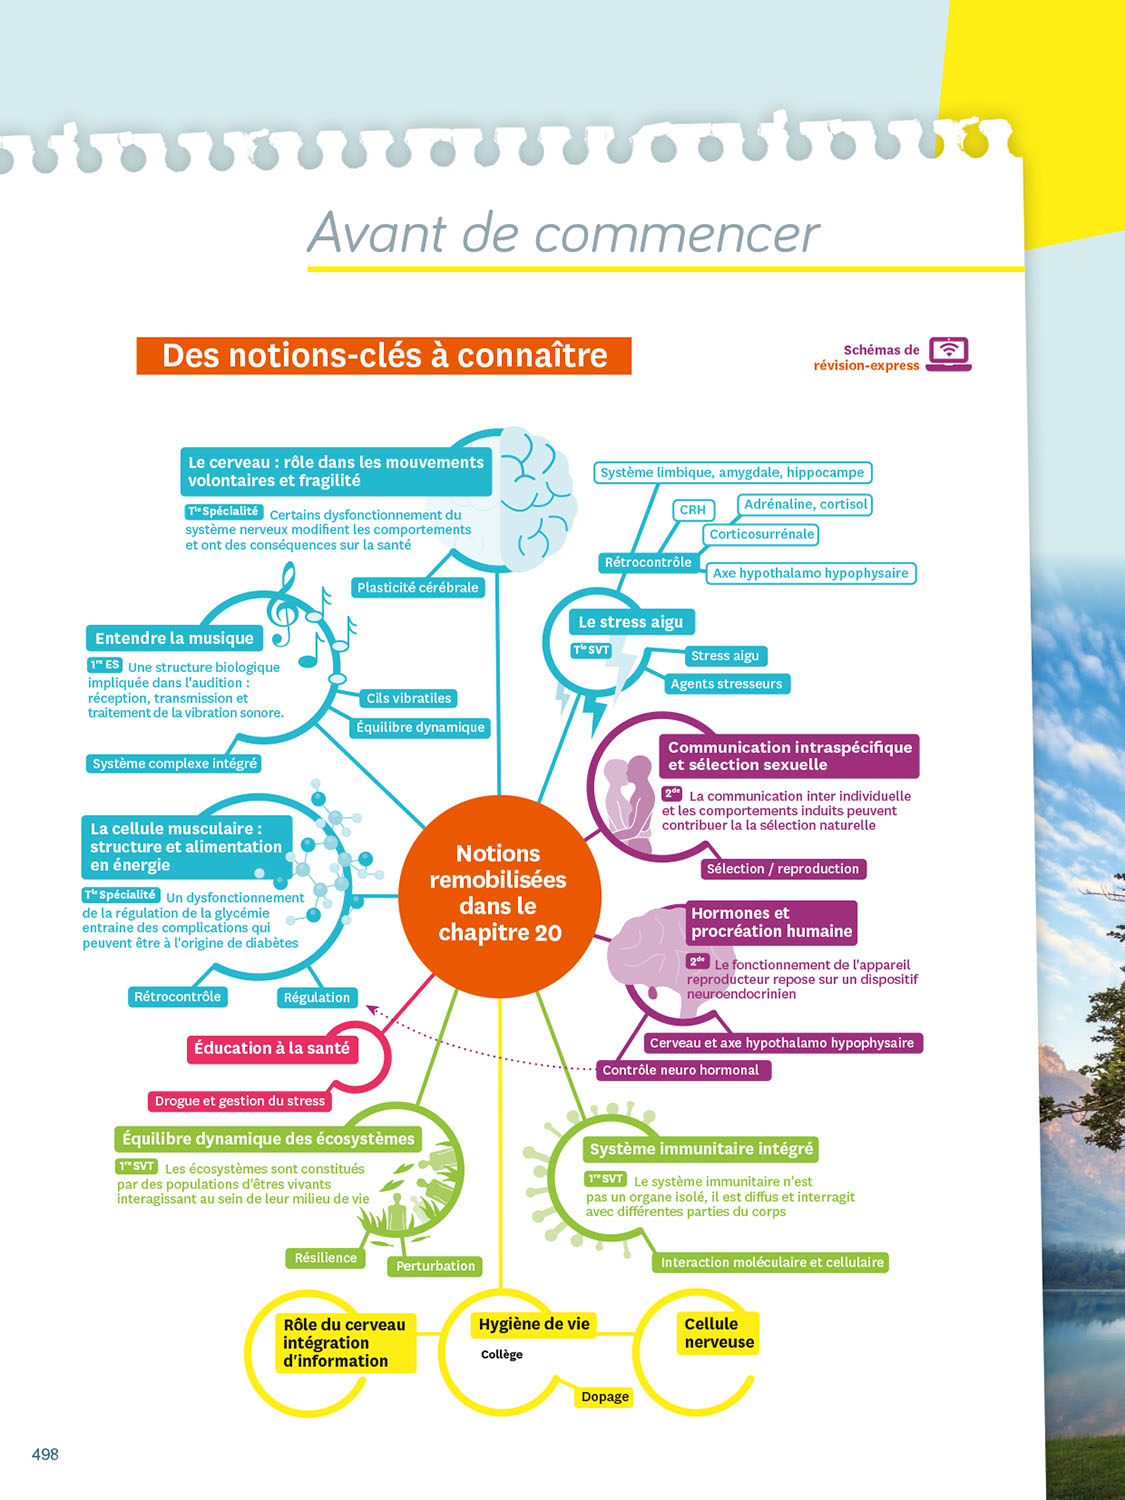 Avant de commencer
Des notions-clés à connaître
Schémas de
révision-express
Le cerveau : rôle dans les mouvements
volontaires et fragilité
Tle Spécialité Certains dysfonctionnement du
système nerveux modifient les comportements
et ont des conséquences sur la santé
Plasticité cérébrale
Système limbique, amygdale, hippocampe
CRH
Adrénaline, cortisol
Corticosurrénale
Rétrocontrôle
Axe hypothalamo hypophysaire
Le stress aigu
Tle SVT
Stress aigu
Agents stresseurs
Entendre la musique
1re ES Une structure biologique
impliquée dans l'audition :
réception, transmission et
traitement de la vibration sonore.
Cils vibratiles
Équilibre dynamique
Système complexe intégré
Communication intraspécifique
et sélection sexuelle
2de La communication inter individuelle
et les comportements induits peuvent
contribuer la la sélection naturelle
Sélection / reproduction
La cellule musculaire :
structure et alimentation
en énergie
Tle Spécialité Un dysfonctionnement
de la régulation de la glycémie
entraine des complications qui
peuvent être à l'origine de diabètes
Rétrocontrôle
Régulation
Notions
remobilisées
dans le
chapitre 20
Hormones et
procréation humaine
2de Le fonctionnement de l'appareil
reproducteur repose sur un dispositif
neuroendocrinien
Cerveau et axe hypothalamo hypophysaire
Contrôle neuro hormonal
Éducation à la santé
Drogue et gestion du stress
Équilibre dynamique des écosystèmes
1re SVT Les écosystèmes sont constitués
par des populations d'êtres vivants
interagissant au sein de leur milieu de vie
Résilience
Perturbation
Système immunitaire intégré
1re SVT Le système immunitaire n'est
pas un organe isolé, il est diffus et interragit
avec différentes parties du corps
Interaction moléculaire et cellulaire
Rôle du cerveau
intégration
d'information
Hygiène de vie
Collège
Dopage
Cellule
nerveuse
498